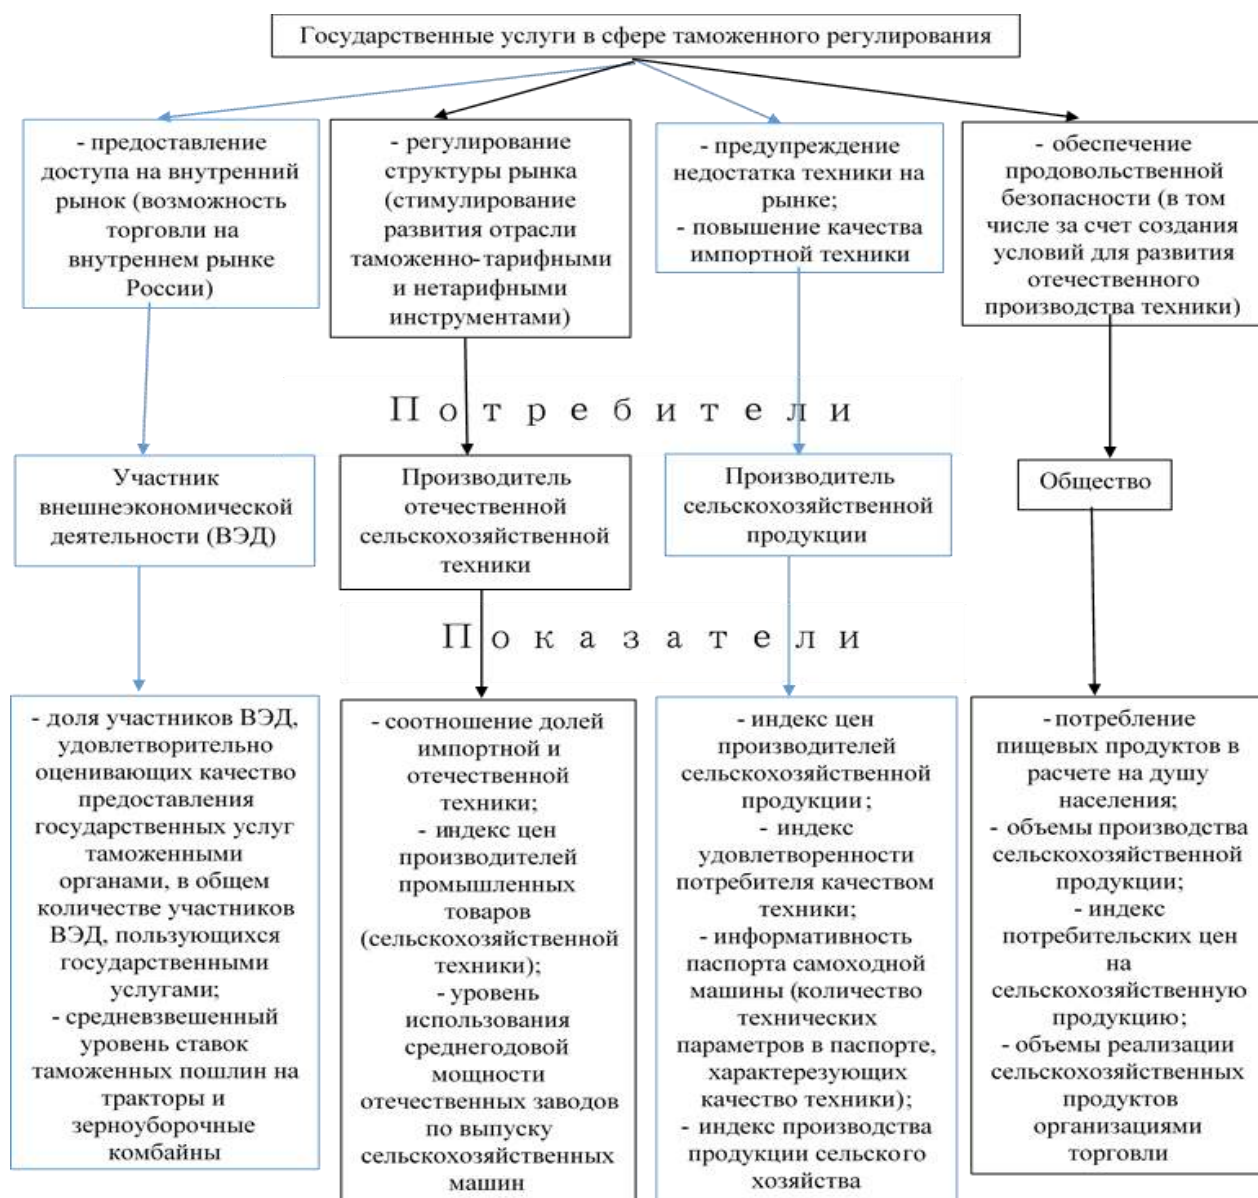 Государственные услуги в сфере таможенного регулирования
- предоставление
доступа на внутренний
рынок (возможность
торговли на
внутреннем рынке
России)
- регулирование
структуры рынка
(стимулирование
развития отрасли
таможенно-тарифными
и нетарифными
инструментами)
- предупреждение
недостатка техники на
рынке;
- повышение качества
импортной техники
- обеспечение
продовольственной
безопасности (в том
числе за счет создания
условий для развития
отечественного
производства техники)
Потребители
Участник
внешнеэкономической
деятельности (ВЭД)
Производитель
отечественной
сельскохозяйственной
техники
Производитель
сельскохозяйственной
продукции
Общество
Показатели
- доля участников ВЭД,
удовлетворительно
оценивающих качество
предоставления
государственных услуг
таможенными
органами, в общем
количестве участников
ВЭД, пользующихся
государственными
услугами;
- средневзвешенный
уровень ставок
таможенных пошлин на
тракторы и
зерноуборочные
комбайны
- соотношение долей
импортной и
отечественной
техники;
- индекс цен
производителей
промышленных
товаров
(сельскохозяйственной
техники);
- уровень
использования
среднегодовой
мощности
отечественных заводов
по выпуску
сельскохозяйственных
машин
- индекс цен
производителей
сельскохозяйственной
продукции;
- индекс
удовлетворенности
потребителя качеством
техники;
- информативность
паспорта самоходной
машины (количество
технических
параметров в паспорте,
характерезующих
качество техники);
- индекс производства
продукции сельского
хозяйства
- потребление
пищевых продуктов в
расчете на душу
населения;
- объемы производства
сельскохозяйственной
продукции;
- индекс
потребительских цен
на
сельскохозяйственную
продукцию;
- объемы реализации
сельскохозяйственных
продуктов
организациями
торговли